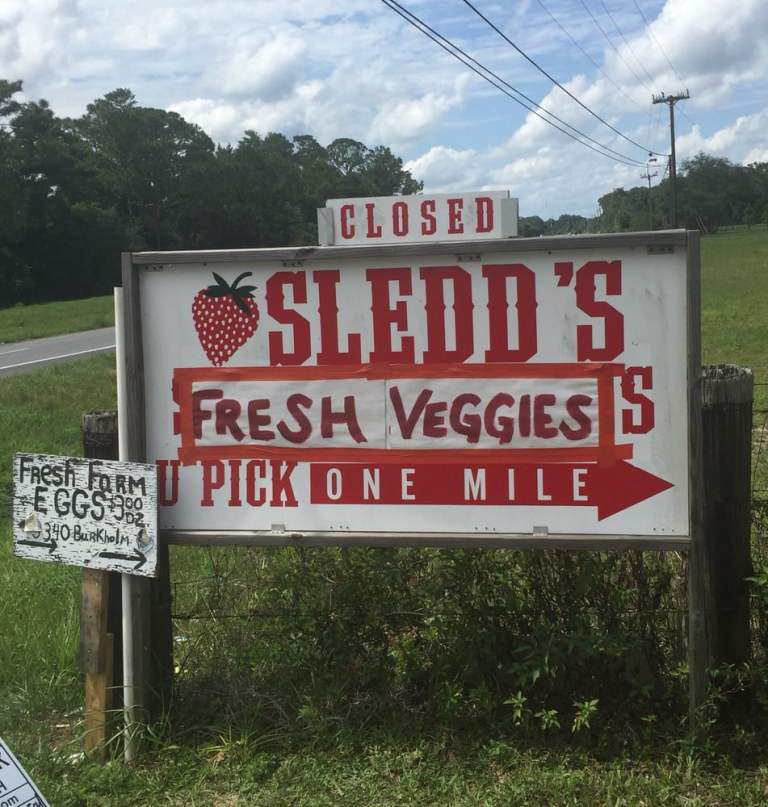 CLOSED
SLEDD'S
FRESH VEGGIES
S
U PICK ONE MILE
FRESH FARM
EGGS $3.00
DZ
340 Burkholm